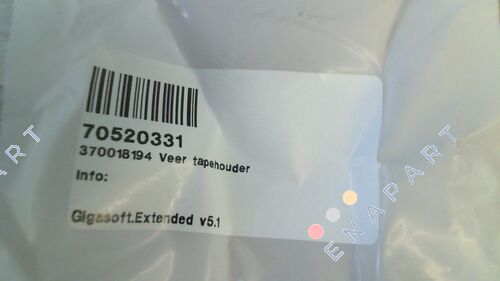 70520331
370018194 Veer tapehouder
Info:
Gigasoft.Extended v5.1
ENAPART
ENAPART